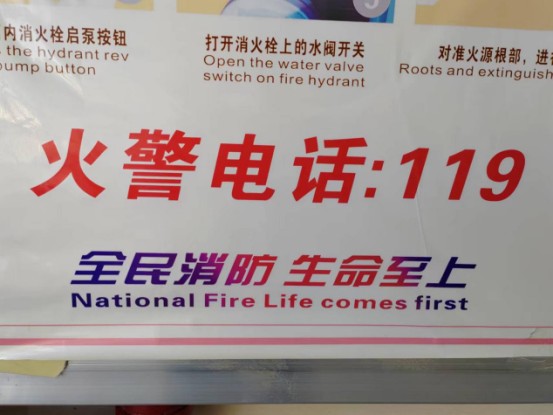 内消火栓启泵按钮
the hydrant rev
pump button
打开消火栓上的水阀开关
Open the water valve
switch on fire hydrant
对准火源根部，进
Roots and extinguish
火警电话:119
全民消防 生命至上
National Fire Life comes first